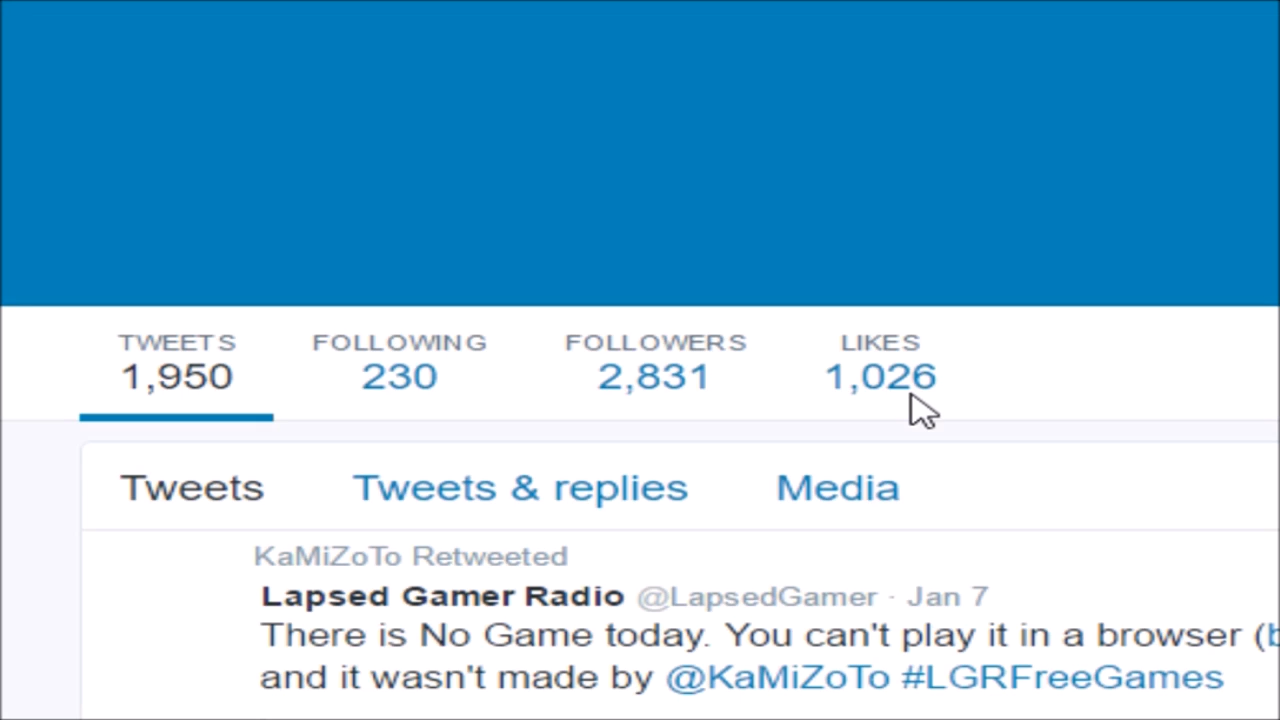 TWEETS FOLLOWING FOLLOWERS LIKES
1,950 230 2,831 1,026
Tweets Tweets & replies Media
KaMiZoTo Retweeted
Lapsed Gamer Radio @LapsedGamer · Jan 7
There is No Game today. You can't play it in a browser (
and it wasn't made by @KaMiZoTo #LGRFreeGames